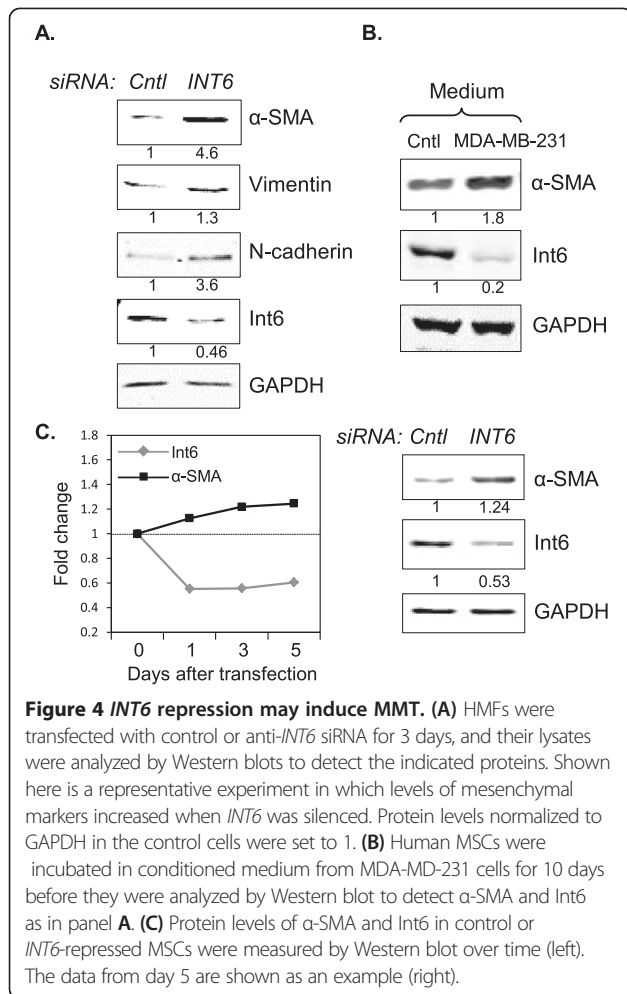 A.
siRNA: Cntl INT6
α-SMA
1 4.6
Vimentin
1 1.3
N-cadherin
1 3.6
Int6
1 0.46
GAPDH
B.
Medium
Cntl MDA-MB-231
α-SMA
1 1.8
Int6
1 0.2
GAPDH
C.
1.8
1.6
1.4
1.2
1
0.8
0.6
0.4
0.2
Fold change
Int6
α-SMA
0 1 3 5
Days after transfection
siRNA: Cntl INT6
α-SMA
1 1.24
Int6
1 0.53
GAPDH
Figure 4 INT6 repression may induce MMT. (A) HMFs were
transfected with control or anti-INT6 siRNA for 3 days, and their lysates
were analyzed by Western blots to detect the indicated proteins. Shown
here is a representative experiment in which levels of mesenchymal
markers increased when INT6 was silenced. Protein levels normalized to
GAPDH in the control cells were set to 1. (B) Human MSCs were
incubated in conditioned medium from MDA-MD-231 cells for 10 days
before they were analyzed by Western blot to detect α-SMA and Int6
as in panel A. (C) Protein levels of α-SMA and Int6 in control or
INT6-repressed MSCs were measured by Western blot over time (left).
The data from day 5 are shown as an example (right).